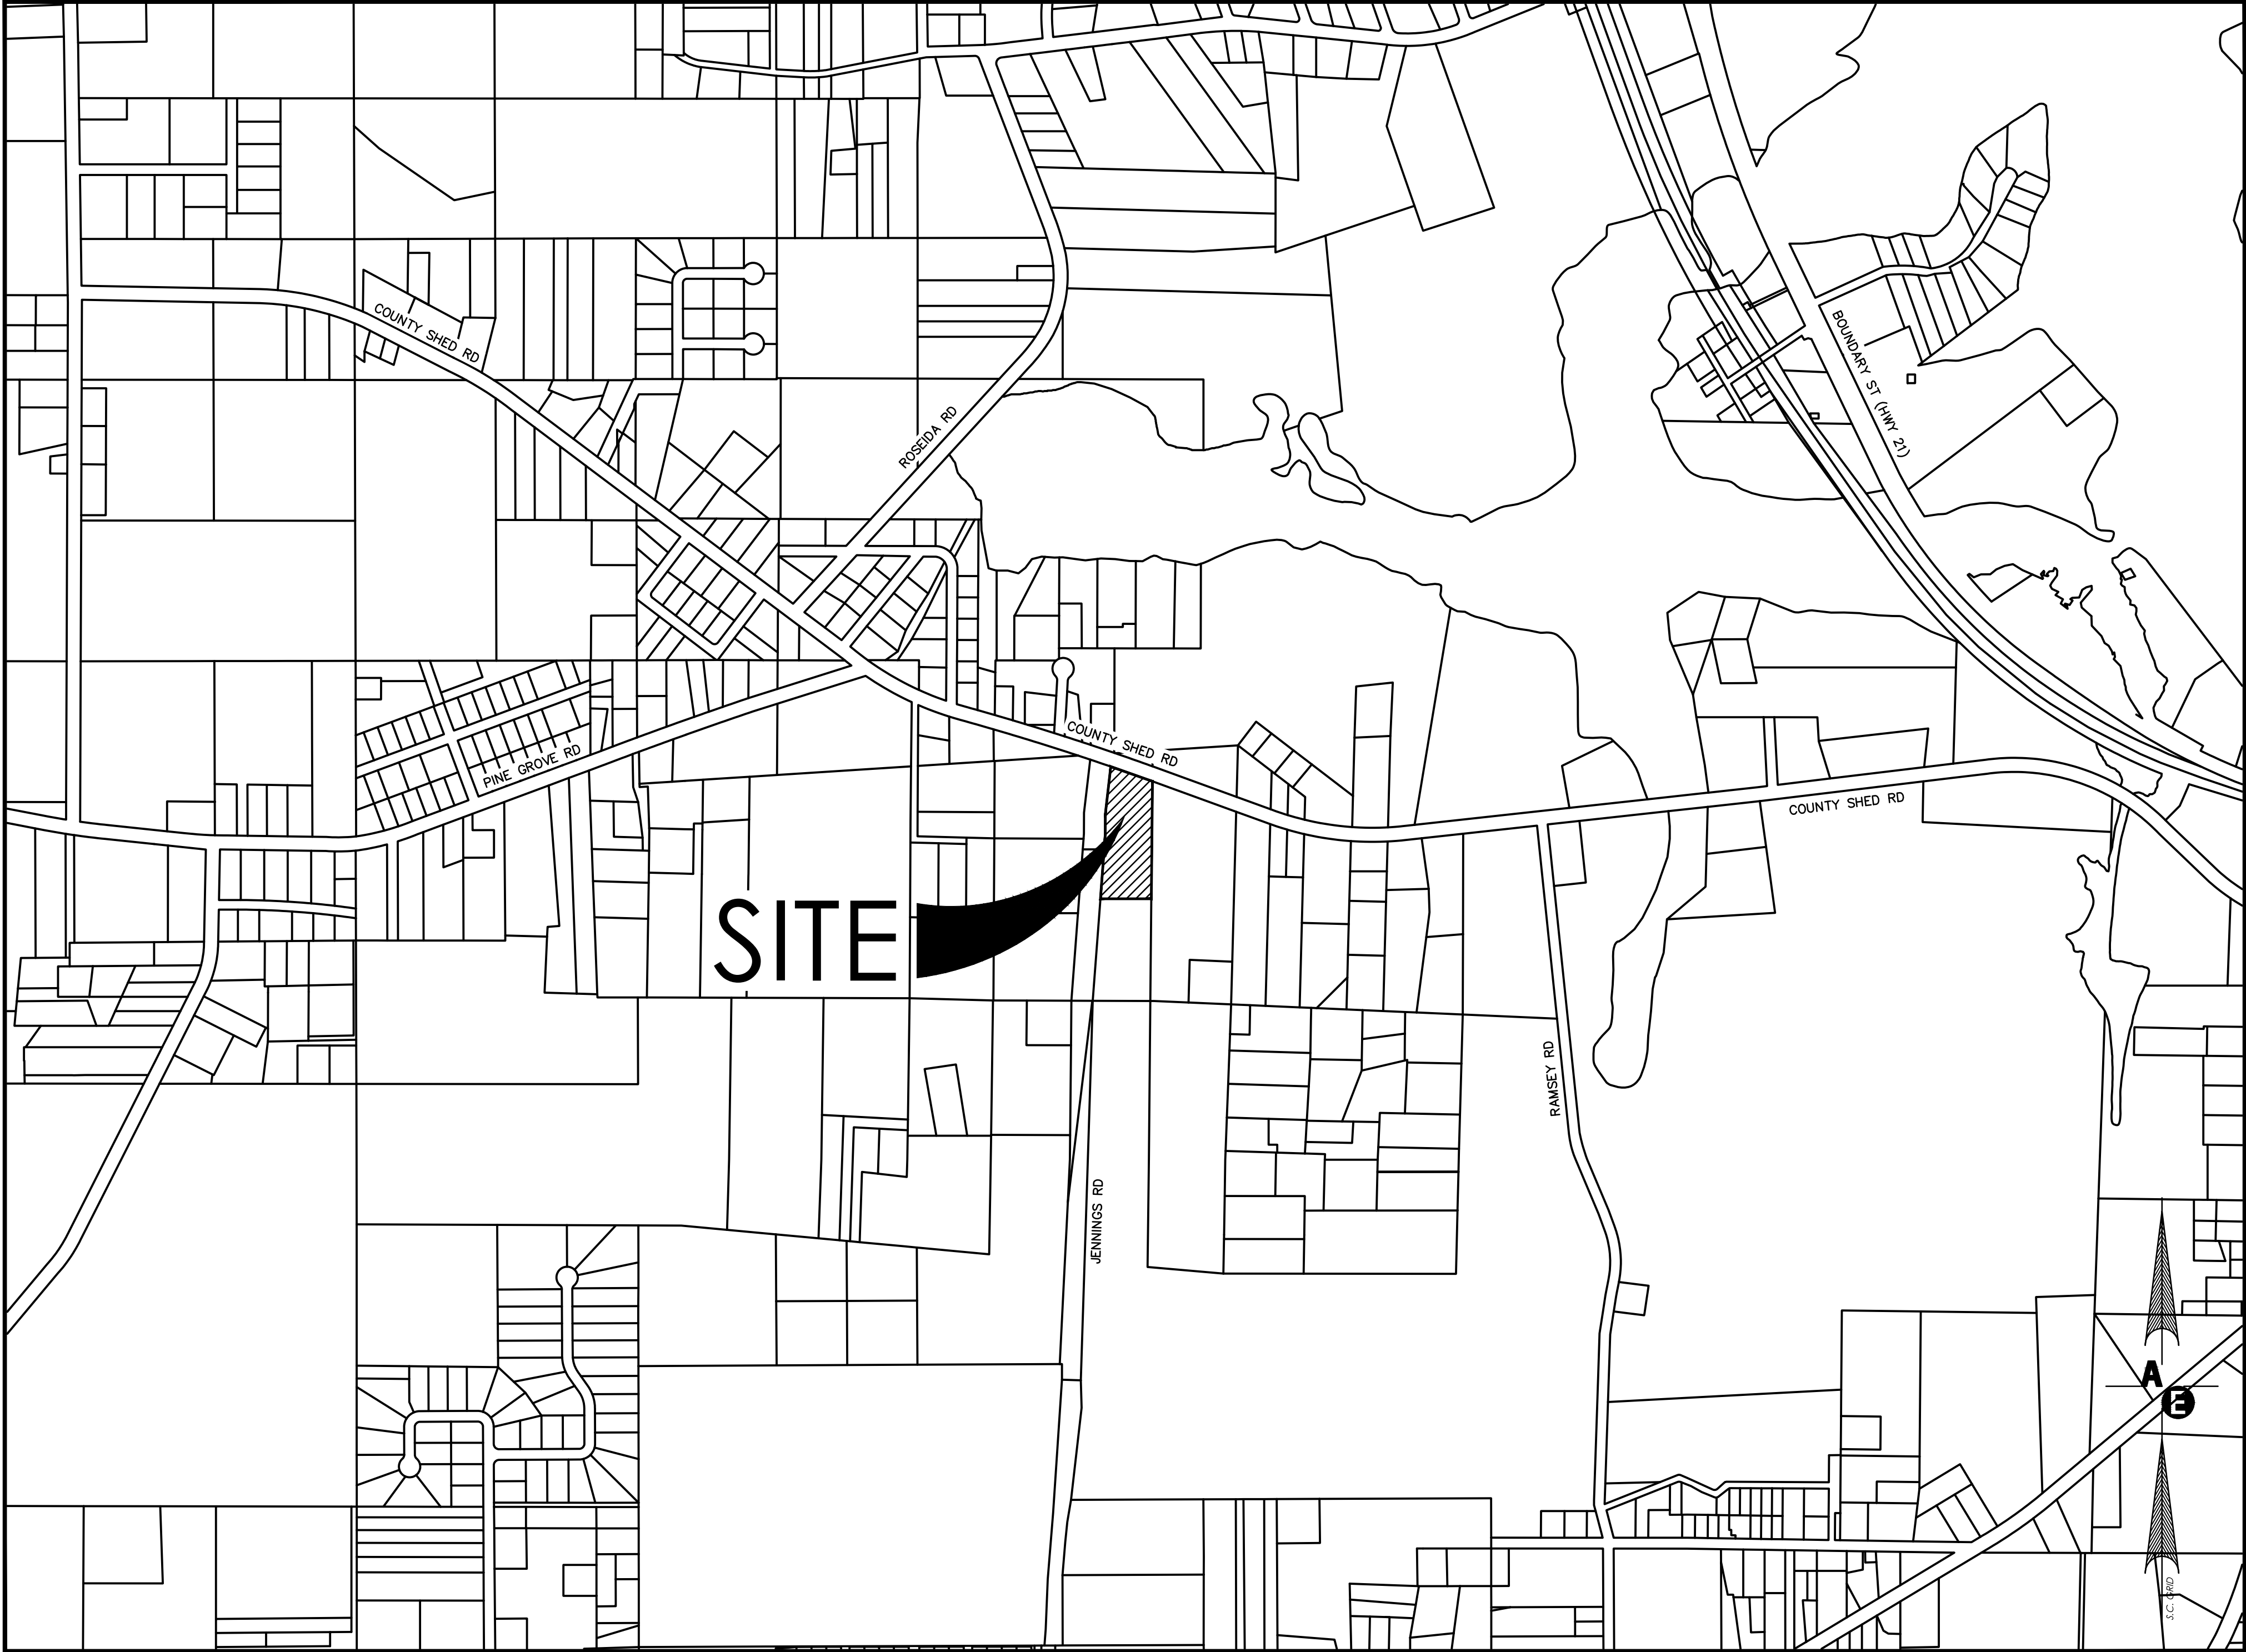 COUNTY SHED RD
BOUNDARY ST (HWY 21)
ROSEIDA RD
COUNTY SHED RD
PINE GROVE RD
COUNTY SHED RD
SITE
RAMSEY RD
JENNINGS RD
A
E
S.C. GRID